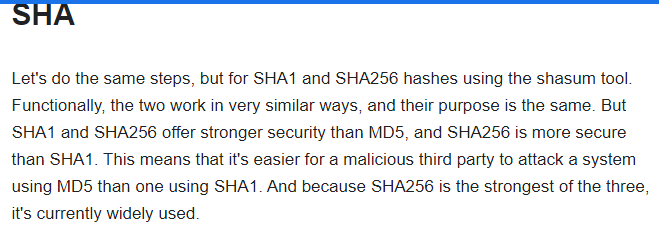 SHA
Let's do the same steps, but for SHA1 and SHA256 hashes using the shasum tool.
Functionally, the two work in very similar ways, and their purpose is the same. But
SHA1 and SHA256 offer stronger security than MD5, and SHA256 is more secure
than SHA1. This means that it's easier for a malicious third party to attack a system
using MD5 than one using SHA1. And because SHA256 is the strongest of the three,
it's currently widely used.